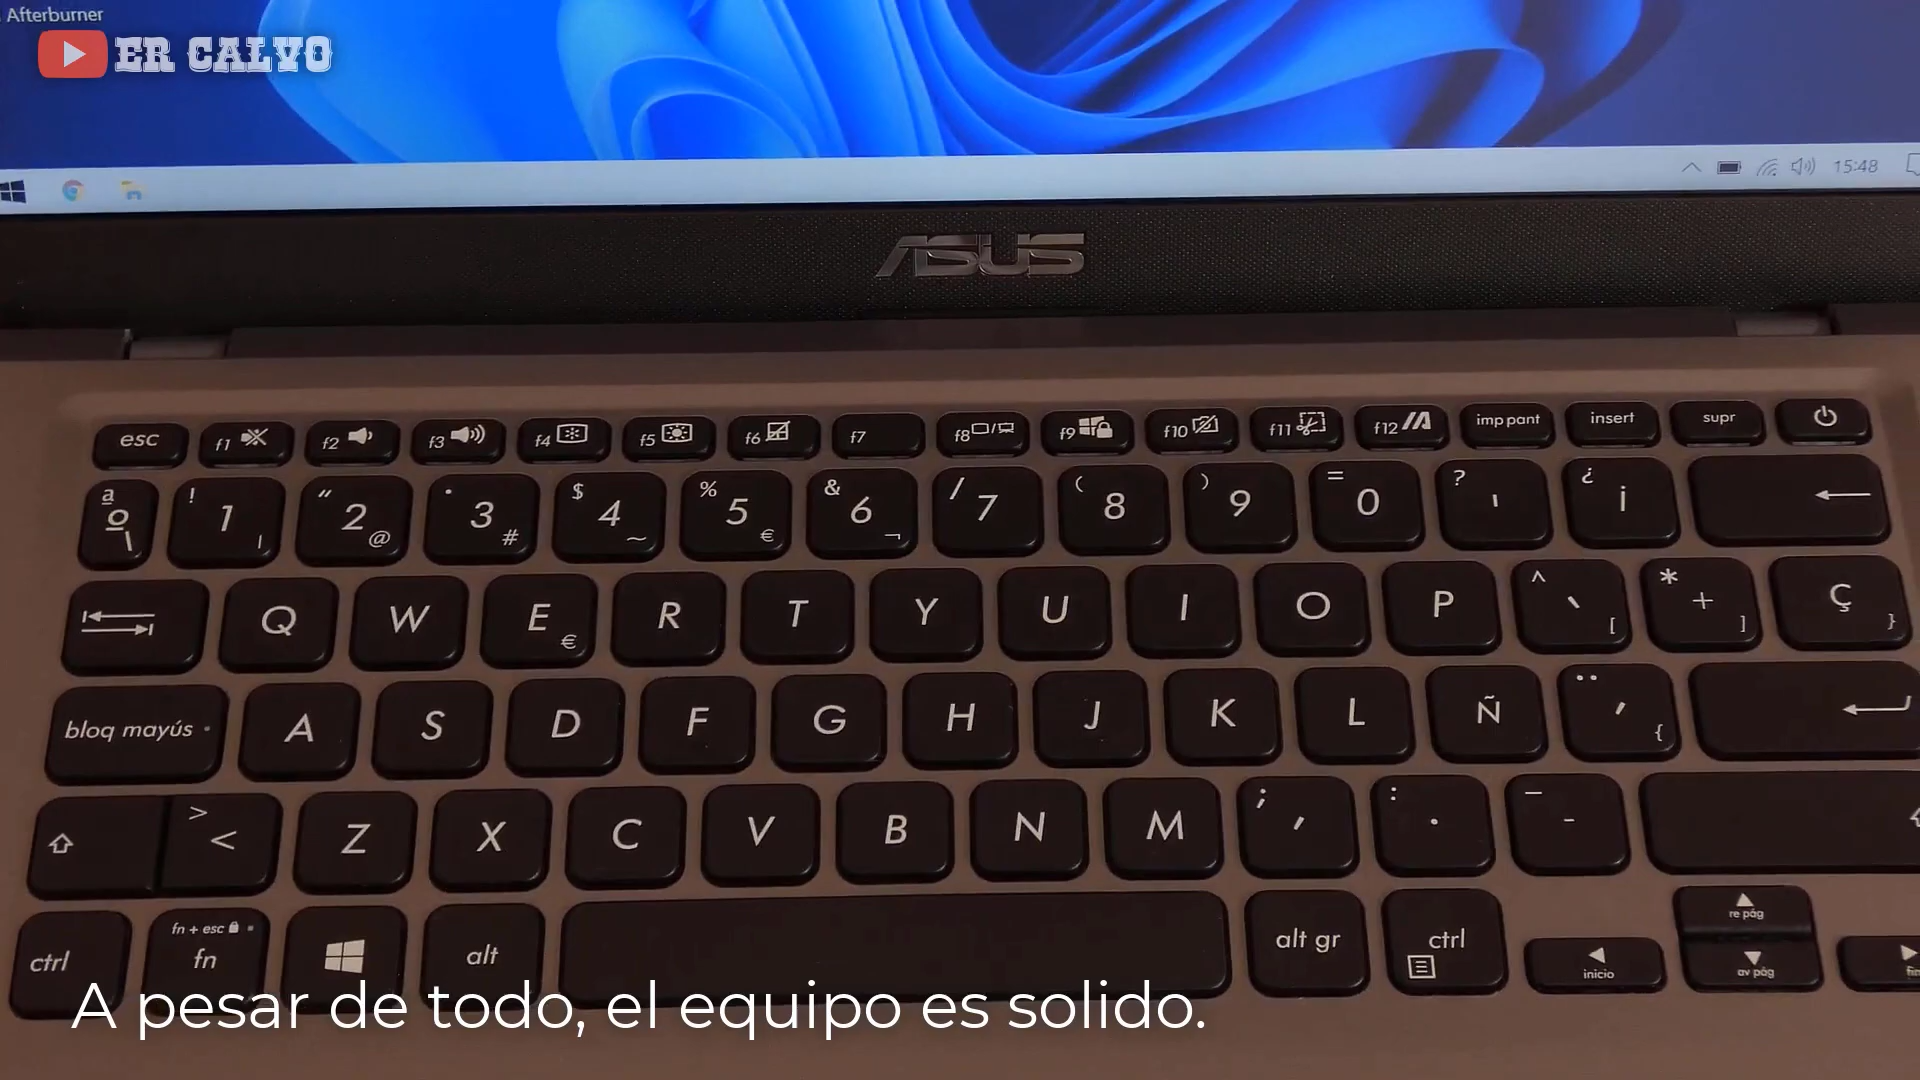 Afterburner
ER CALVO
15:48
ASUS
esc f1 f2 f3 f4 f5 f6 f7 f8 f9 f10 f11 f12 imp pant insert supr
ª º \ ! 1 | " 2 @ · 3 # $ 4 ~ % 5 € & 6 ¬ / 7 ( 8 ) 9 = 0 ? ' ¿ ¡
Q W E € R T Y U I O P ^ ` [ * + ] Ç }
bloq mayús A S D F G H J K L Ñ ¨ ´ {
> < Z X C V B N M ; , : . _ -
ctrl fn + esc fn alt alt gr ctrl inicio re pág av pág
A pesar de todo, el equipo es solido.